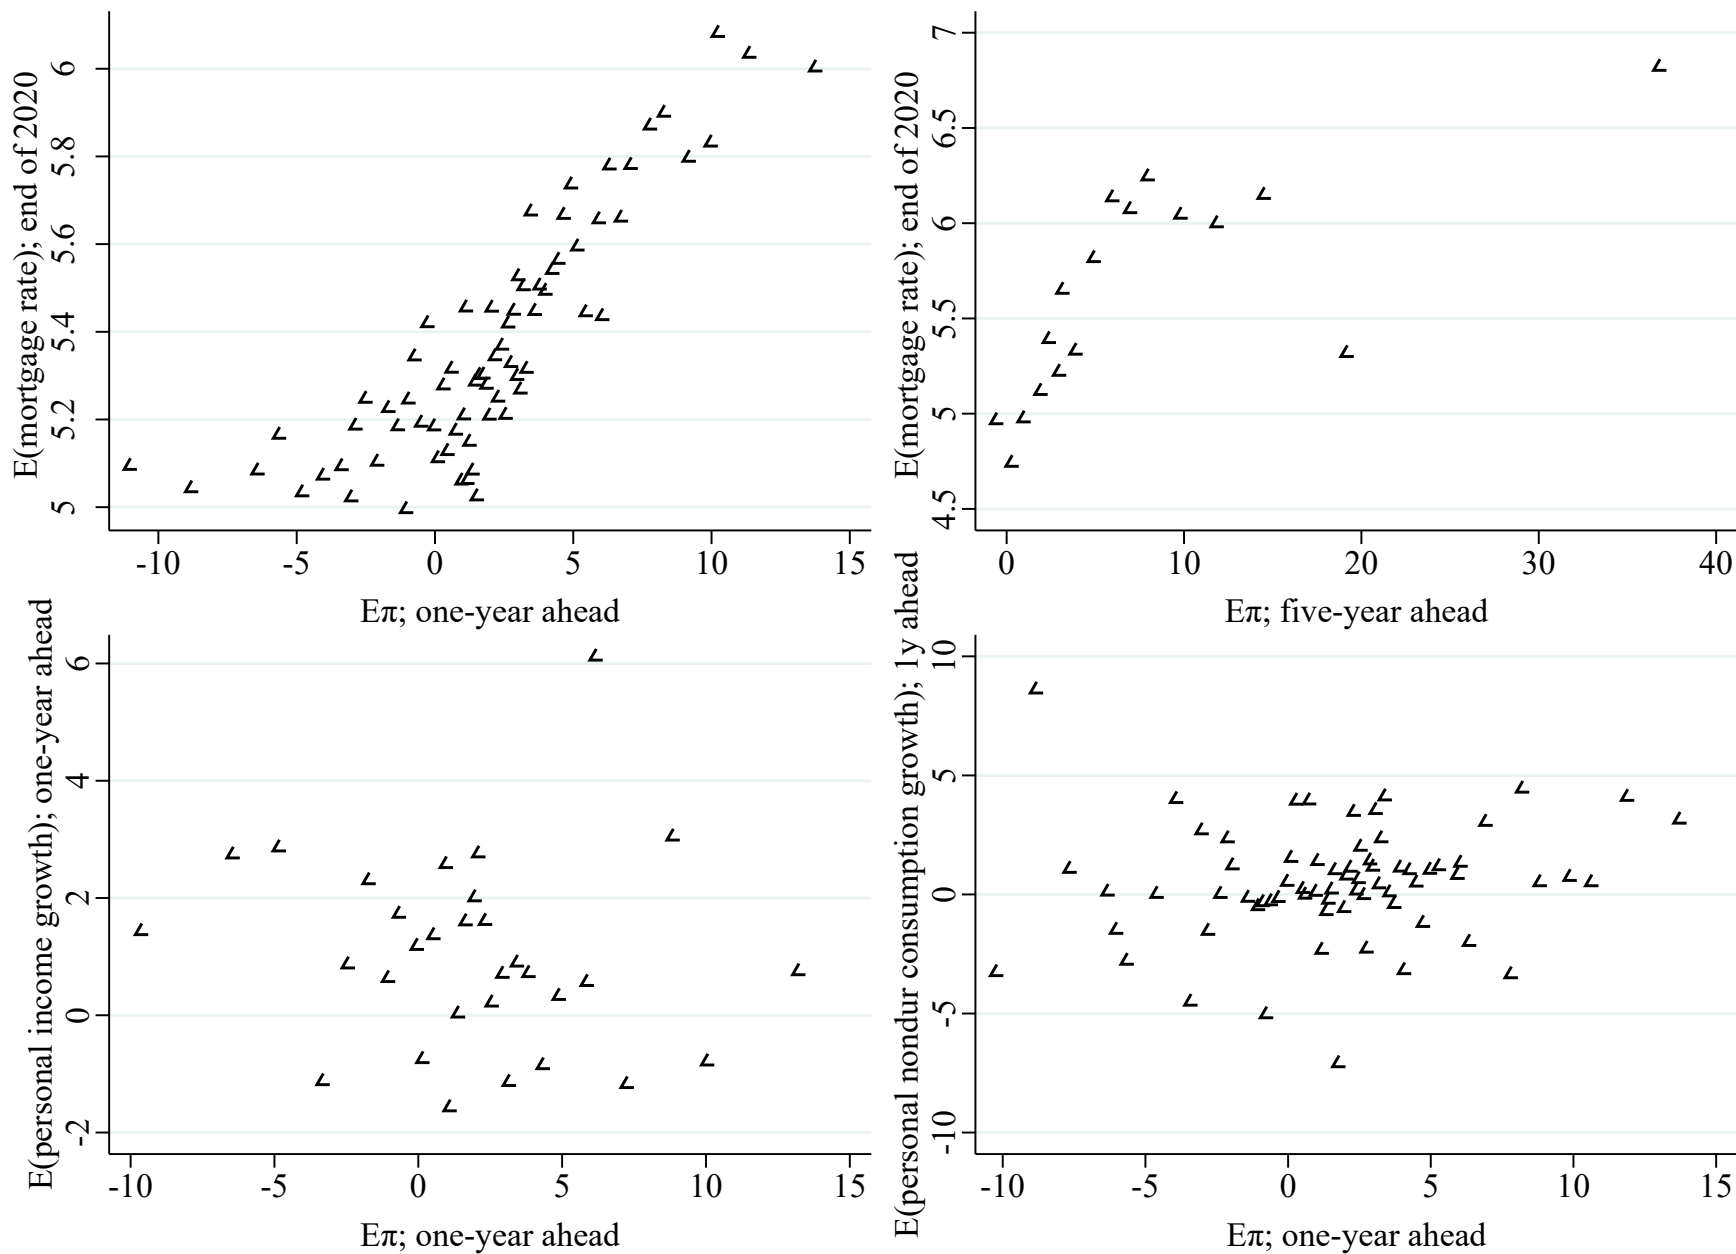 E(mortgage rate); end of 2020
6
5.8
5.6
5.4
5.2
5
-10 -5 0 5 10 15
Eπ; one-year ahead
E(mortgage rate); end of 2020
7
6.5
6
5.5
5
4.5
0 10 20 30 40
Eπ; five-year ahead
E(personal income growth); one-year ahead
6
4
2
0
-2
-10 -5 0 5 10 15
Eπ; one-year ahead
E(personal nondur consumption growth); 1y ahead
10
5
0
-5
-10
-10 -5 0 5 10 15
Eπ; one-year ahead